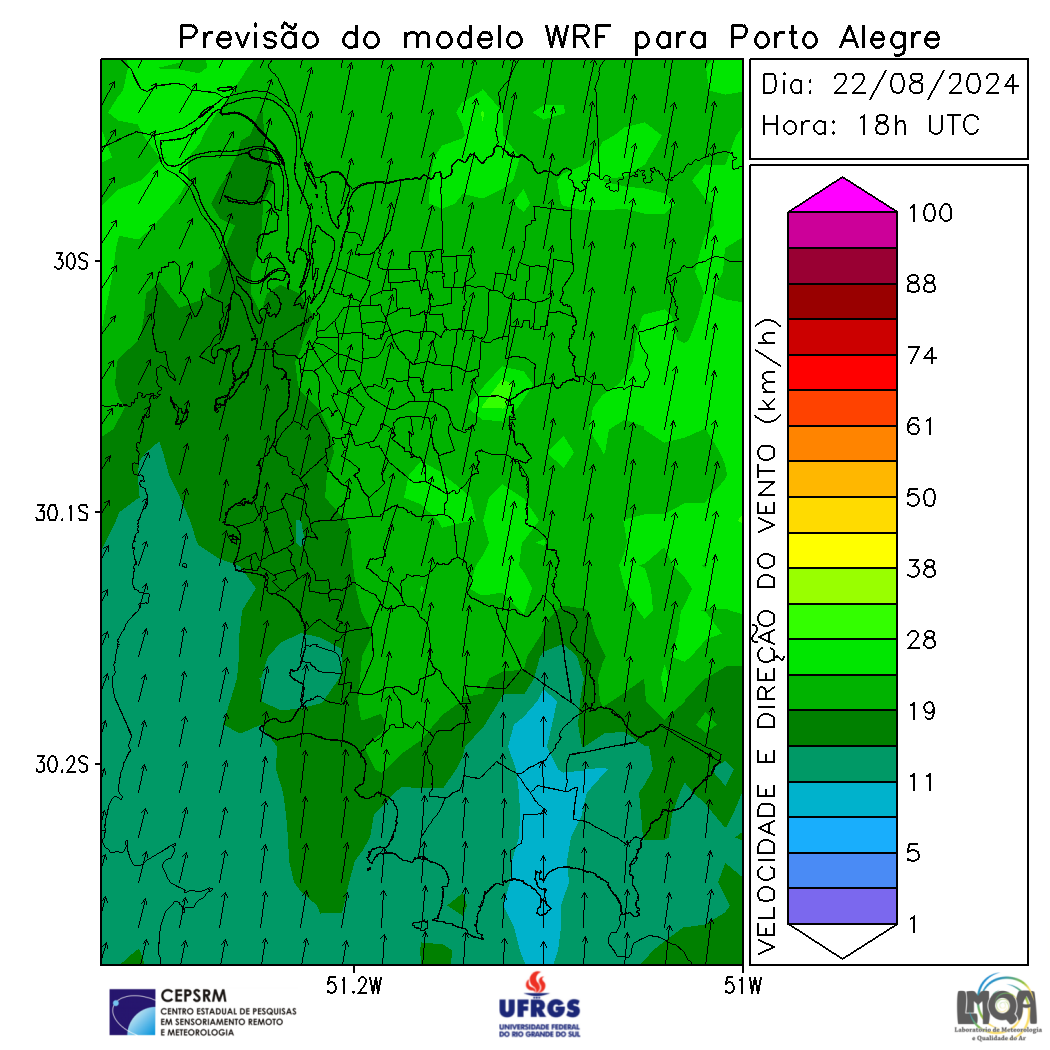 Previsão do modelo WRF para Porto Alegre
Dia: 22/08/2024
Hora: 18h UTC
30S
30.1S
30.2S
51.2W
51W
VELOCIDADE E DIREÇÃO DO VENTO (km/h)
100
88
74
61
50
38
28
19
11
5
1
CEPSRM
CENTRO ESTADUAL DE PESQUISAS
EM SENSORIAMENTO REMOTO
E METEOROLOGIA
UFRGS
UNIVERSIDADE FEDERAL
DO RIO GRANDE DO SUL
LMQA
Laboratório de Meteorologia
e Qualidade do Ar